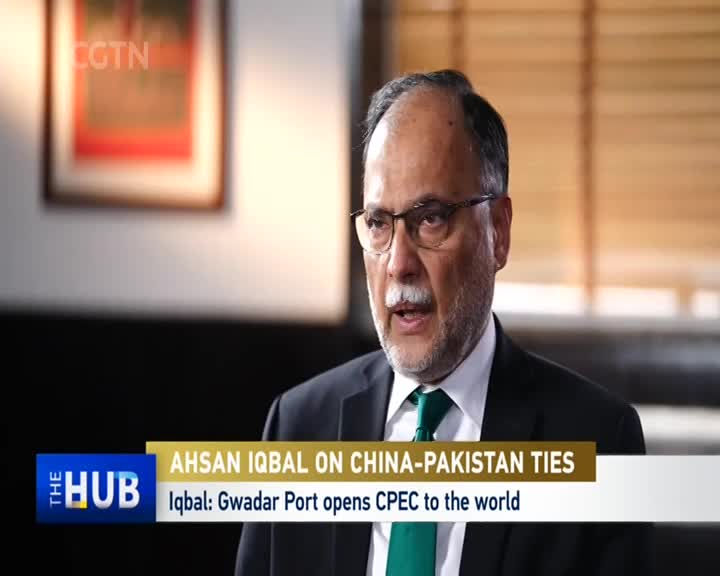 CGTN
AHSAN IQBAL ON CHINA-PAKISTAN TIES
THE HUB
Iqbal: Gwadar Port opens CPEC to the world